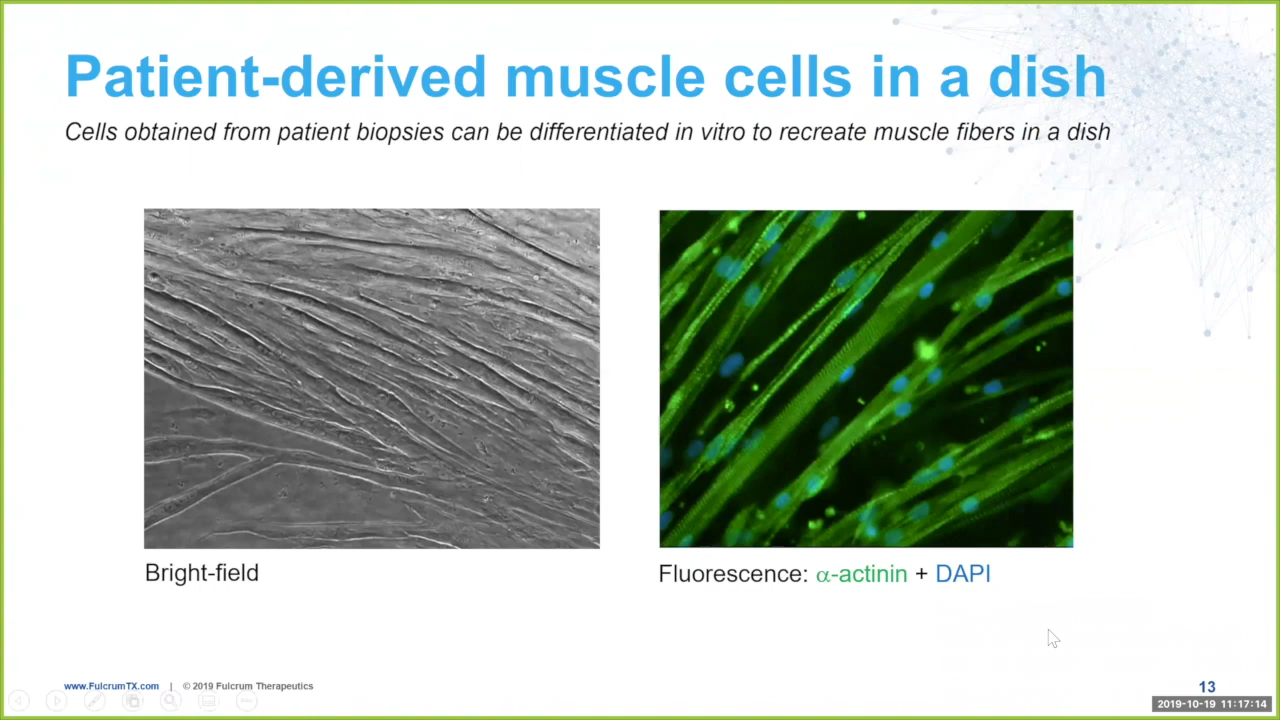 Patient-derived muscle cells in a dish
Cells obtained from patient biopsies can be differentiated in vitro to recreate muscle fibers in a dish
Bright-field
Fluorescence: α-actinin + DAPI
www.FulcrumTX.com | © 2019 Fulcrum Therapeutics
13
2019-10-19 11:17:14